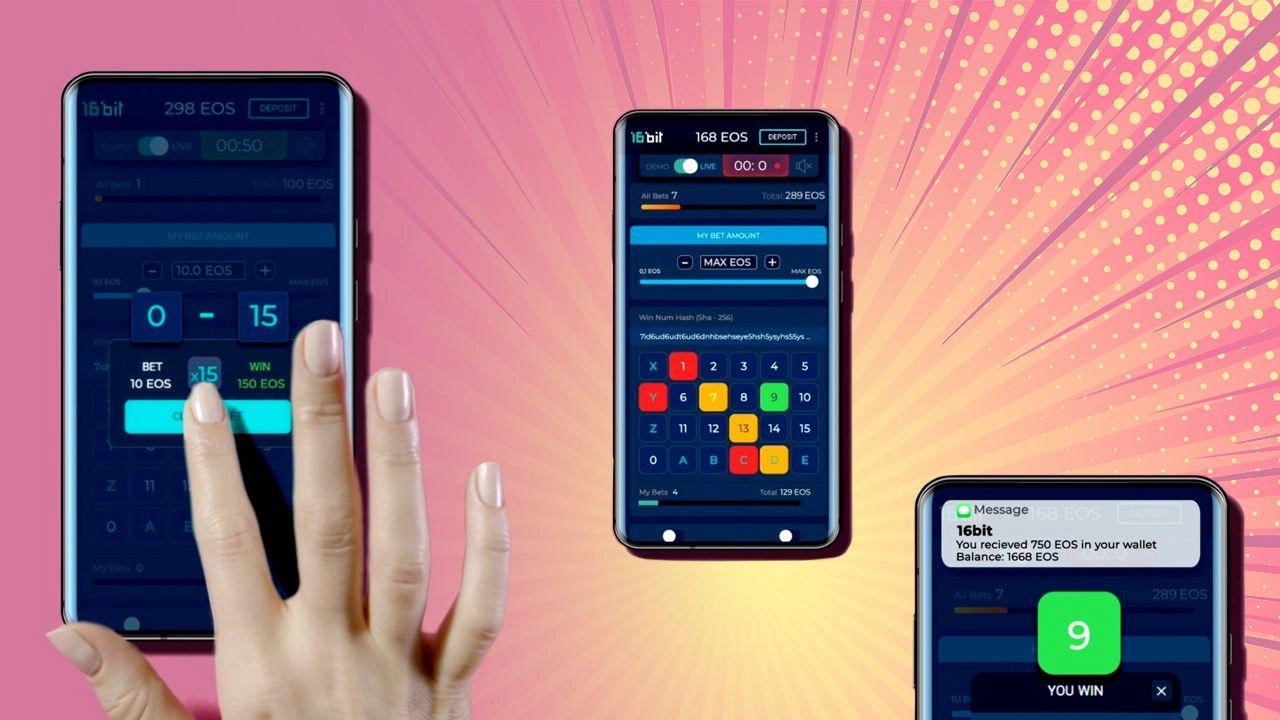 16bit 298 EOS DEPOSIT
DEMO LIVE 00:50
All Bets 1 Total 100 EOS
MY BET AMOUNT
- 10.0 EOS +
0,1 EOS MAX EOS
0 - 15
BET x15 WIN
10 EOS 150 EOS
Z 11
0 A B
My Bets 0
16bit 168 EOS DEPOSIT
DEMO LIVE 00: 0
All Bets 7 Total: 289 EOS
MY BET AMOUNT
- MAX EOS +
0,1 EOS MAX EOS
Win Num Hash (Sha - 256)
7id6ud6udt6ud6dnhbsehseye5hsh5ysyhs55ys ...
X 1 2 3 4 5
Y 6 7 8 9 10
Z 11 12 13 14 15
0 A B C D E
My Bets 4 Total 129 EOS
Message
168 EOS DEPOSIT
16bit
You recieved 750 EOS in your wallet
Balance: 1668 EOS
All Bets 7 Total: 289 EOS
9
YOU WIN X